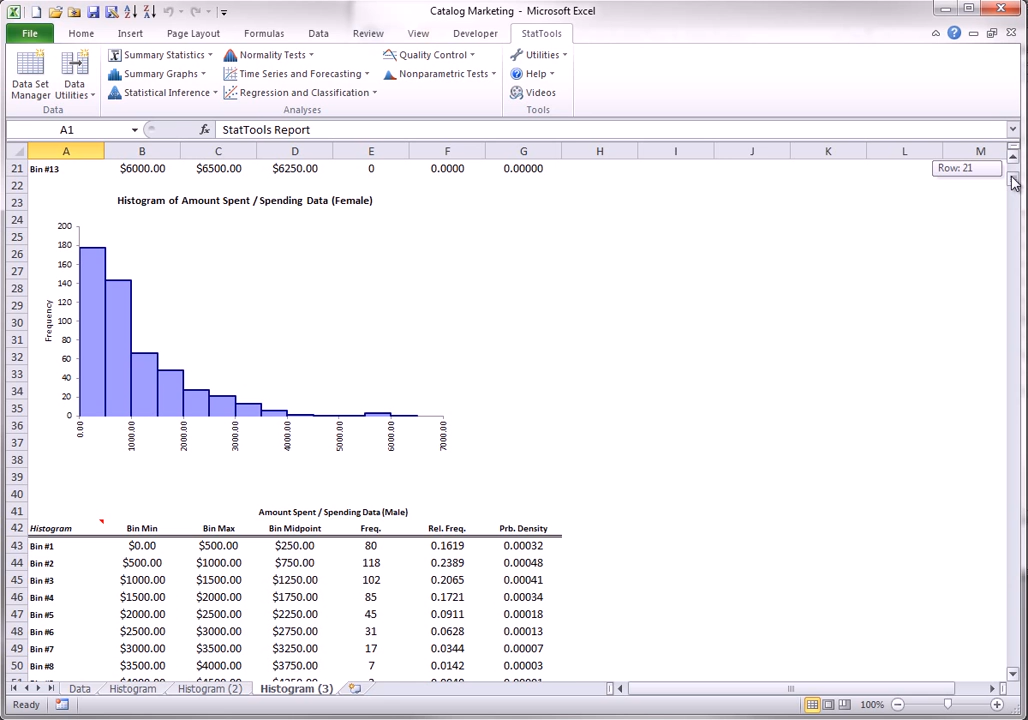 Catalog Marketing - Microsoft Excel
File Home Insert Page Layout Formulas Data Review View Developer StatTools
Data Set Manager
Data Utilities
Data
Summary Statistics
Summary Graphs
Statistical Inference
Normality Tests
Time Series and Forecasting
Regression and Classification
Quality Control
Nonparametric Tests
Analyses
Utilities
Help
Videos
Tools
A1 fx StatTools Report
A B C D E F G H I J K L M
21 Bin #13 $6000.00 $6500.00 $6250.00 0 0.0000 0.00000
Row: 21
22
23 Histogram of Amount Spent / Spending Data (Female)
24
25
26
27
28
29
30
31
32
33
34
35
36
37
38
39
40
200
180
160
140
120
100
80
60
40
20
0
Frequency
0.00 1000.00 2000.00 3000.00 4000.00 5000.00 6000.00 7000.00
41 Amount Spent / Spending Data (Male)
42 Histogram Bin Min Bin Max Bin Midpoint Freq. Rel. Freq. Prb. Density
43 Bin #1 $0.00 $500.00 $250.00 80 0.1619 0.00032
44 Bin #2 $500.00 $1000.00 $750.00 118 0.2389 0.00048
45 Bin #3 $1000.00 $1500.00 $1250.00 102 0.2065 0.00041
46 Bin #4 $1500.00 $2000.00 $1750.00 85 0.1721 0.00034
47 Bin #5 $2000.00 $2500.00 $2250.00 45 0.0911 0.00018
48 Bin #6 $2500.00 $3000.00 $2750.00 31 0.0628 0.00013
49 Bin #7 $3000.00 $3500.00 $3250.00 17 0.0344 0.00007
50 Bin #8 $3500.00 $4000.00 $3750.00 7 0.0142 0.00003
Data Histogram Histogram (2) Histogram (3)
Ready 100%